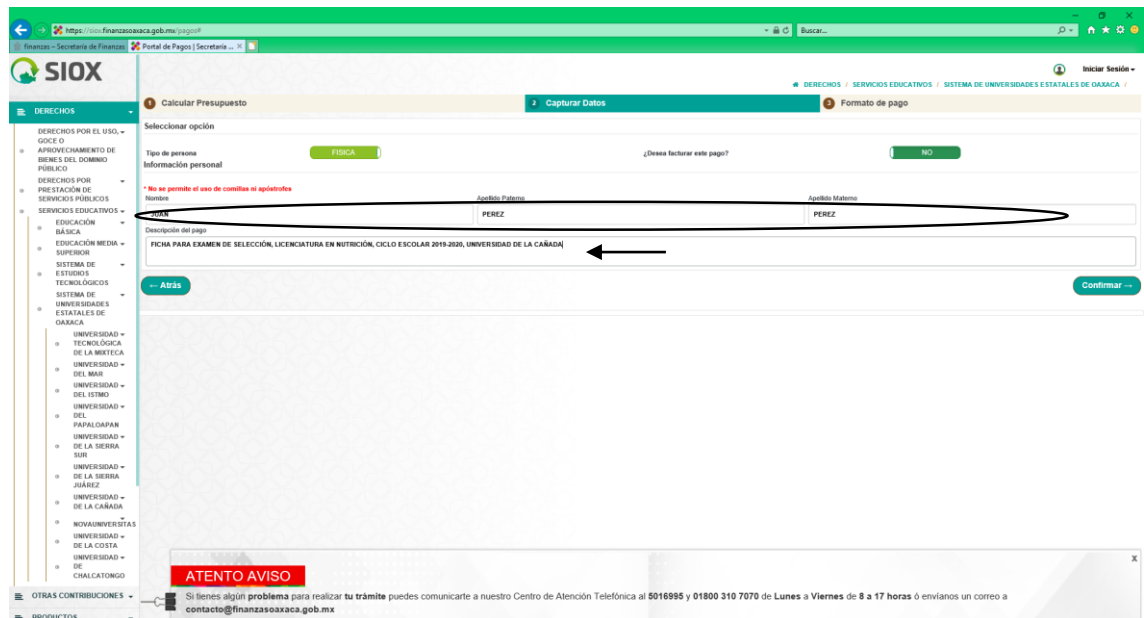 https://siox.finanzasoaxaca.gob.mx/pagos#
Buscar...
Finanzas – Secretaría de Finanzas
Portal de Pagos | Secretaría ...
SIOX
Iniciar Sesión
DERECHOS / SERVICIOS EDUCATIVOS / SISTEMA DE UNIVERSIDADES ESTATALES DE OAXACA /
DERECHOS
DERECHOS POR EL USO,
GOCE O
APROVECHAMIENTO DE
BIENES DEL DOMINIO
PÚBLICO
DERECHOS POR
PRESTACIÓN DE
SERVICIOS PÚBLICOS
SERVICIOS EDUCATIVOS
EDUCACIÓN
BÁSICA
EDUCACIÓN MEDIA
SUPERIOR
SISTEMA DE
ESTUDIOS
TECNOLÓGICOS
SISTEMA DE
UNIVERSIDADES
ESTATALES DE
OAXACA
UNIVERSIDAD
TECNOLÓGICA
DE LA MIXTECA
UNIVERSIDAD
DEL MAR
UNIVERSIDAD
DEL ISTMO
UNIVERSIDAD
DEL
PAPALOAPAN
UNIVERSIDAD
DE LA SIERRA
SUR
UNIVERSIDAD
DE LA SIERRA
JUÁREZ
UNIVERSIDAD
DE LA CAÑADA
NOVAUNIVERSITAS
UNIVERSIDAD
DE LA COSTA
UNIVERSIDAD
DE
CHALCATONGO
OTRAS CONTRIBUCIONES
PRODUCTOS
1 Calcular Presupuesto
2 Capturar Datos
3 Formato de pago
Seleccionar opción
Tipo de persona
FISICA
¿Desea facturar este pago?
NO
Información personal
* No se permite el uso de comillas ni apóstrofes
Nombre
Apellido Paterno
Apellido Materno
JUAN
PEREZ
PEREZ
Descripción del pago
FICHA PARA EXAMEN DE SELECCIÓN, LICENCIATURA EN NUTRICIÓN, CICLO ESCOLAR 2019-2020, UNIVERSIDAD DE LA CAÑADA
← Atrás
Confirmar →
x
ATENTO AVISO
Si tienes algún problema para realizar tu trámite puedes comunicarte a nuestro Centro de Atención Telefónica al 5016995 y 01800 310 7070 de Lunes a Viernes de 8 a 17 horas ó envíanos un correo a
contacto@finanzasoaxaca.gob.mx